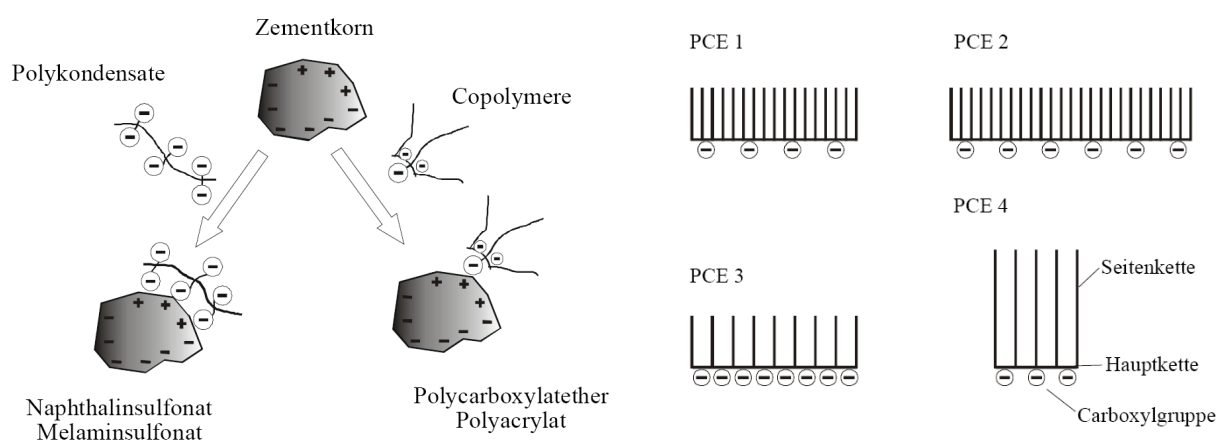 Zementkorn
Polykondensate
Copolymere
Naphthalinsulfonat
Melaminsulfonat
Polycarboxylatether
Polyacrylat
PCE 1
PCE 2
PCE 3
PCE 4
Seitenkette
Hauptkette
Carboxylgruppe